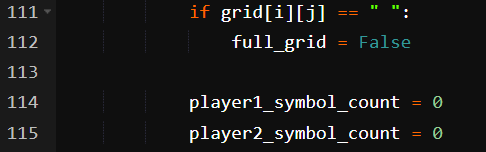 111 if grid[i][j] == " ":
112 full_grid = False
113
114 player1_symbol_count = 0
115 player2_symbol_count = 0